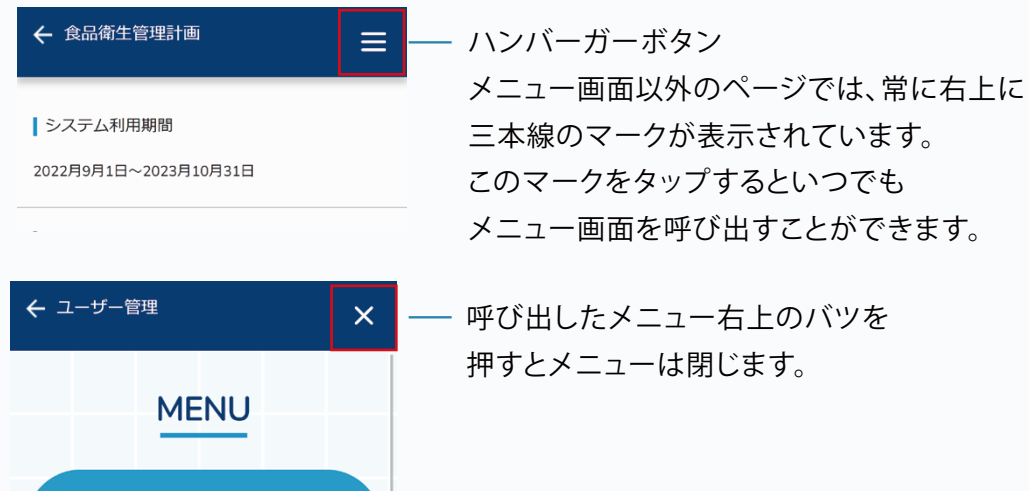 食品衛生管理計画
システム利用期間
2022月9月1日～2023月10月31日
ハンバーガーボタン
メニュー画面以外のページでは、常に右上に
三本線のマークが表示されています。
このマークをタップするといつでも
メニュー画面を呼び出すことができます。
ユーザー管理
MENU
呼び出したメニュー右上のバツを
押すとメニューは閉じます。